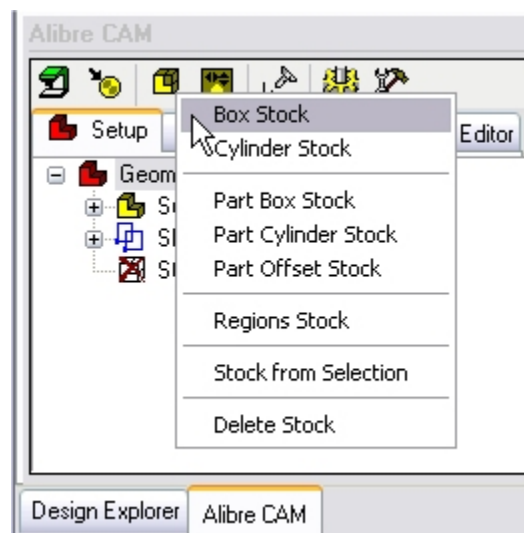 Alibre CAM
Setup
Editor
Box Stock
Cylinder Stock
Part Box Stock
Part Cylinder Stock
Part Offset Stock
Regions Stock
Stock from Selection
Delete Stock
Design Explorer
Alibre CAM